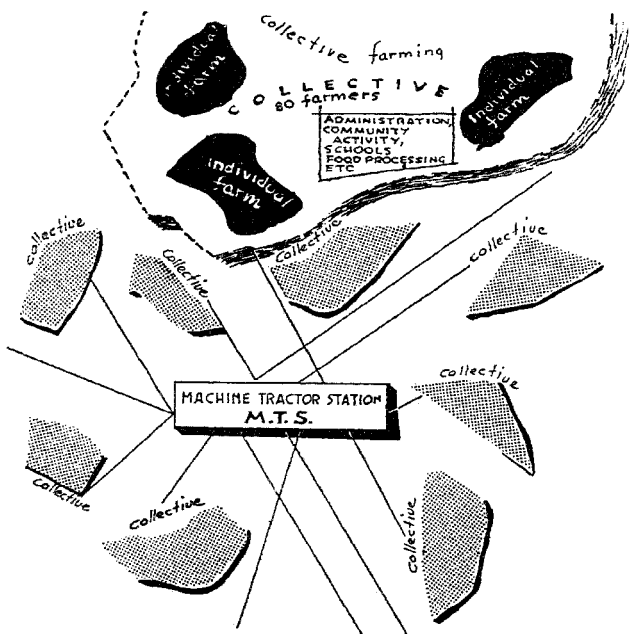 collective farming
Individual
farm
COLLECTIVE
80 farmers
Individual
farm
ADMINISTRATION
COMMUNITY
ACTIVITY,
SCHOOLS
FOOD PROCESSING
ETC
Individual
farm
collective
collective
collective
collective
MACHINE TRACTOR STATION
M.T.S.
collective
collective
collective
collective